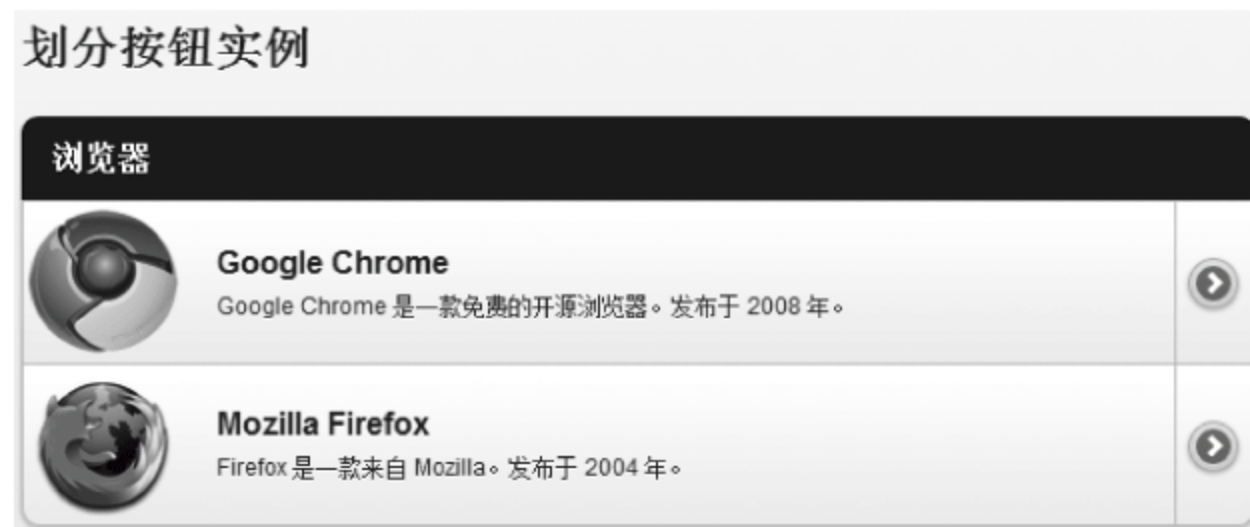 划分按钮实例
浏览器
Google Chrome
Google Chrome 是一款免费的开源浏览器。发布于 2008 年。
Mozilla Firefox
Firefox 是一款来自 Mozilla。发布于 2004 年。